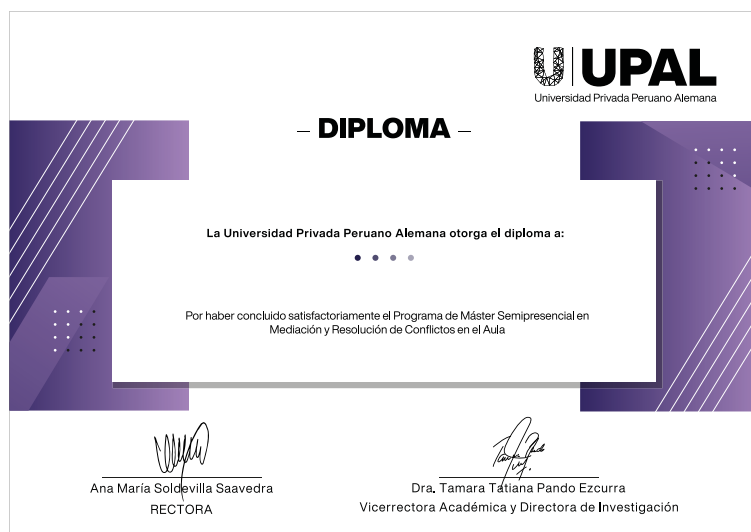 UPAL
Universidad Privada Peruano Alemana
– DIPLOMA –
La Universidad Privada Peruano Alemana otorga el diploma a:
Por haber concluido satisfactoriamente el Programa de Máster Semipresencial en
Mediación y Resolución de Conflictos en el Aula
Ana María Soldevilla Saavedra
RECTORA
Dra. Tamara Tatiana Pando Ezcurra
Vicerrectora Académica y Directora de Investigación